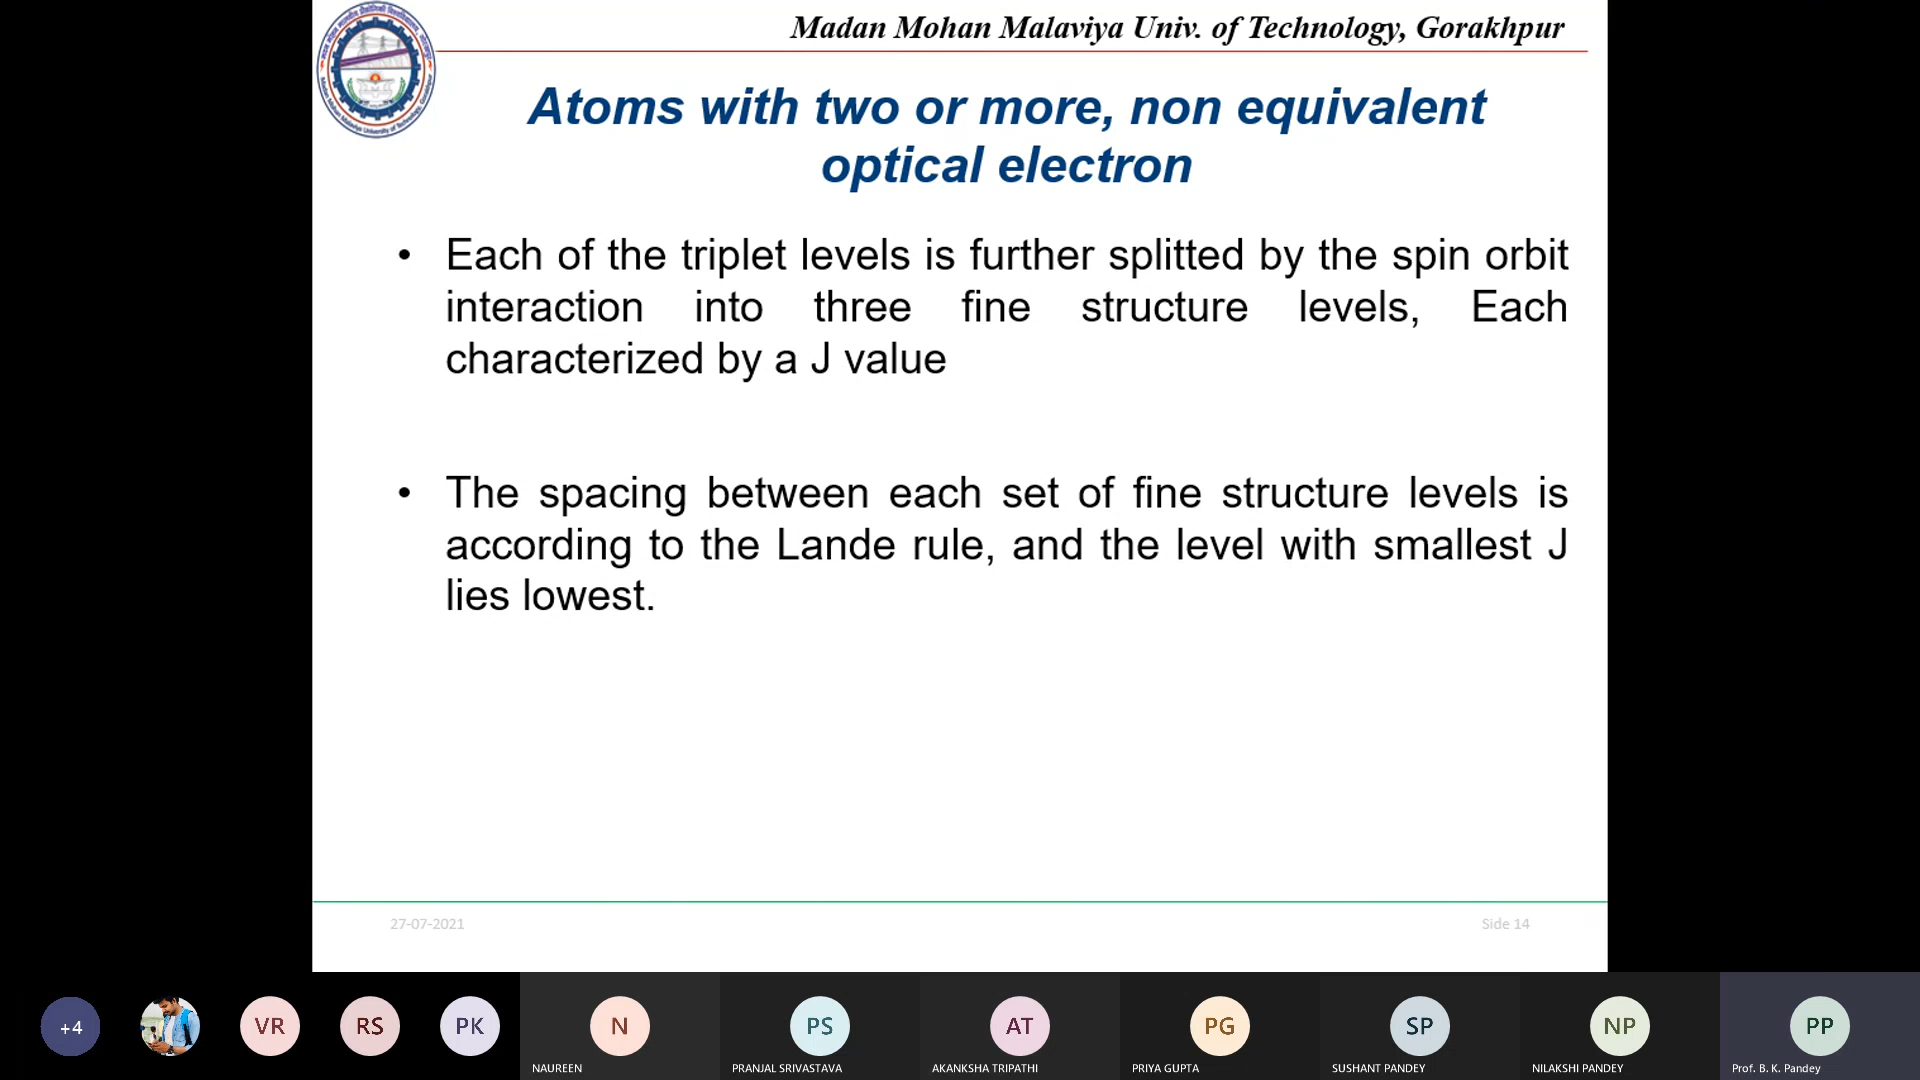 Madan Mohan Malaviya Univ. of Technology, Gorakhpur
Atoms with two or more, non equivalent
optical electron
• Each of the triplet levels is further splitted by the spin orbit
interaction into three fine structure levels, Each
characterized by a J value
• The spacing between each set of fine structure levels is
according to the Lande rule, and the level with smallest J
lies lowest.
27-07-2021
Side 14
+4
VR
RS
PK
N
PS
AT
PG
SP
NP
PP
NAUREEN
PRANJAL SRIVASTAVA
AKANKSHA TRIPATHI
PRIYA GUPTA
SUSHANT PANDEY
NILAKSHI PANDEY
Prof. B. K. Pandey